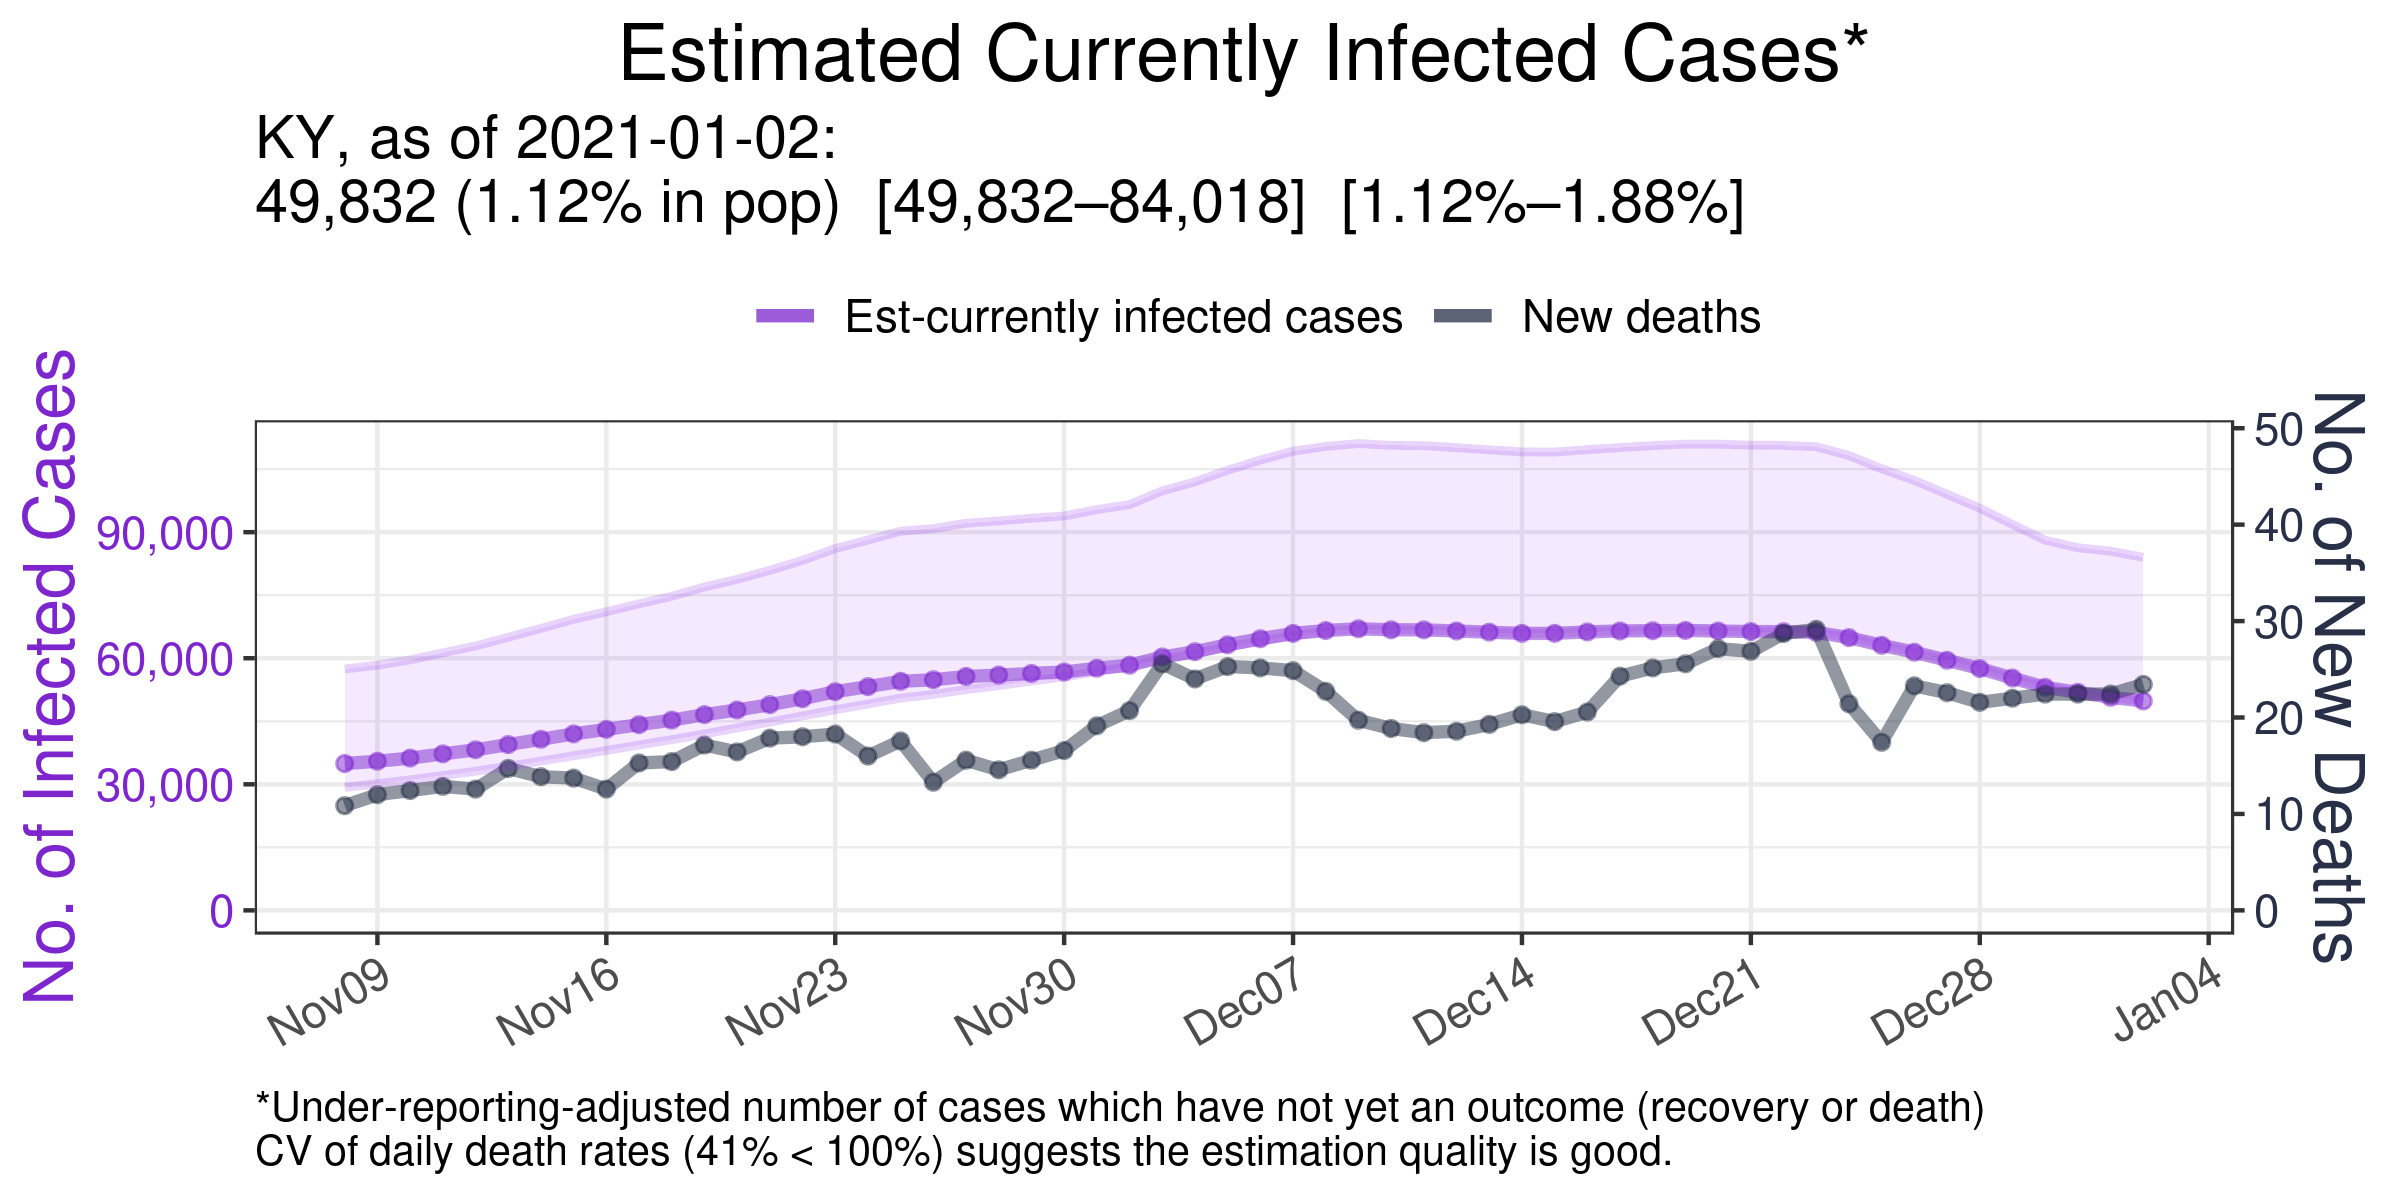 Estimated Currently Infected Cases*
KY, as of 2021-01-02:
49,832 (1.12% in pop)  [49,832–84,018]  [1.12%–1.88%]
Est-currently infected cases
New deaths
No. of Infected Cases
90,000
60,000
30,000
0
50
40
30
20
10
0
No. of New Deaths
Nov09
Nov16
Nov23
Nov30
Dec07
Dec14
Dec21
Dec28
Jan04
*Under-reporting-adjusted number of cases which have not yet an outcome (recovery or death)
CV of daily death rates (41% < 100%) suggests the estimation quality is good.